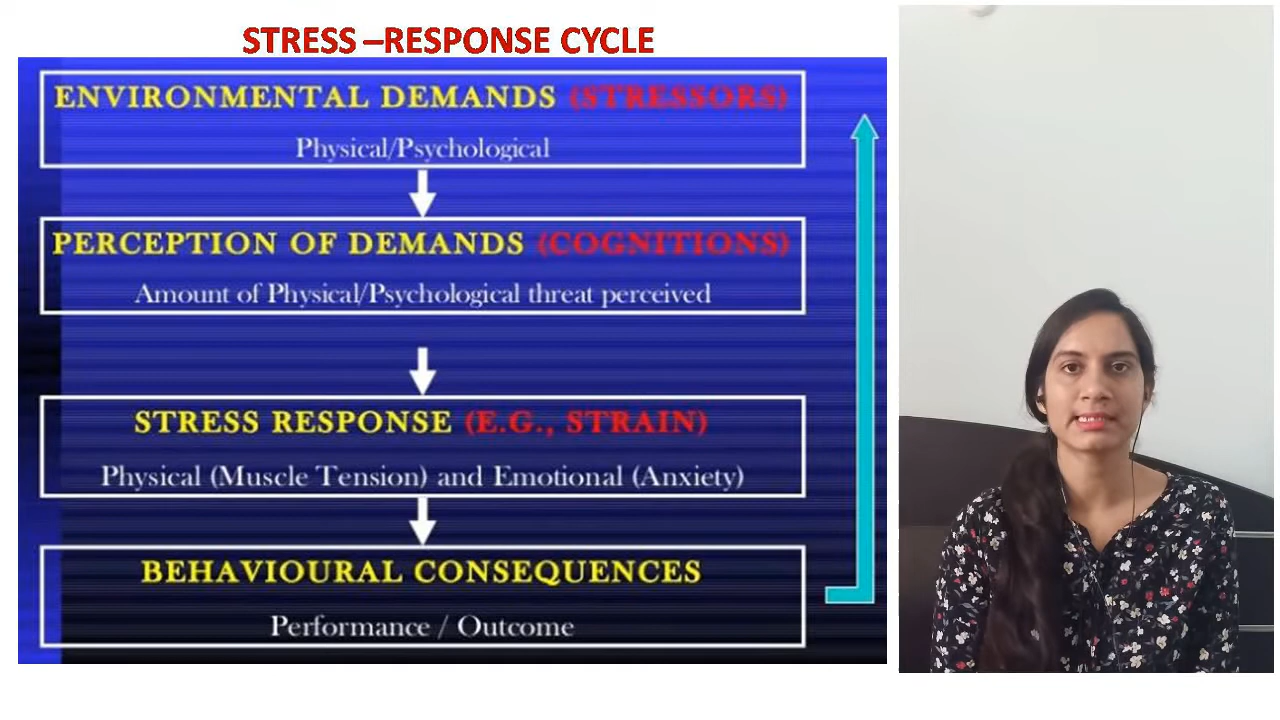 STRESS –RESPONSE CYCLE
ENVIRONMENTAL DEMANDS (STRESSORS)
Physical/Psychological
PERCEPTION OF DEMANDS (COGNITIONS)
Amount of Physical/Psychological threat perceived
STRESS RESPONSE (E.G., STRAIN)
Physical (Muscle Tension) and Emotional (Anxiety)
BEHAVIOURAL CONSEQUENCES
Performance / Outcome